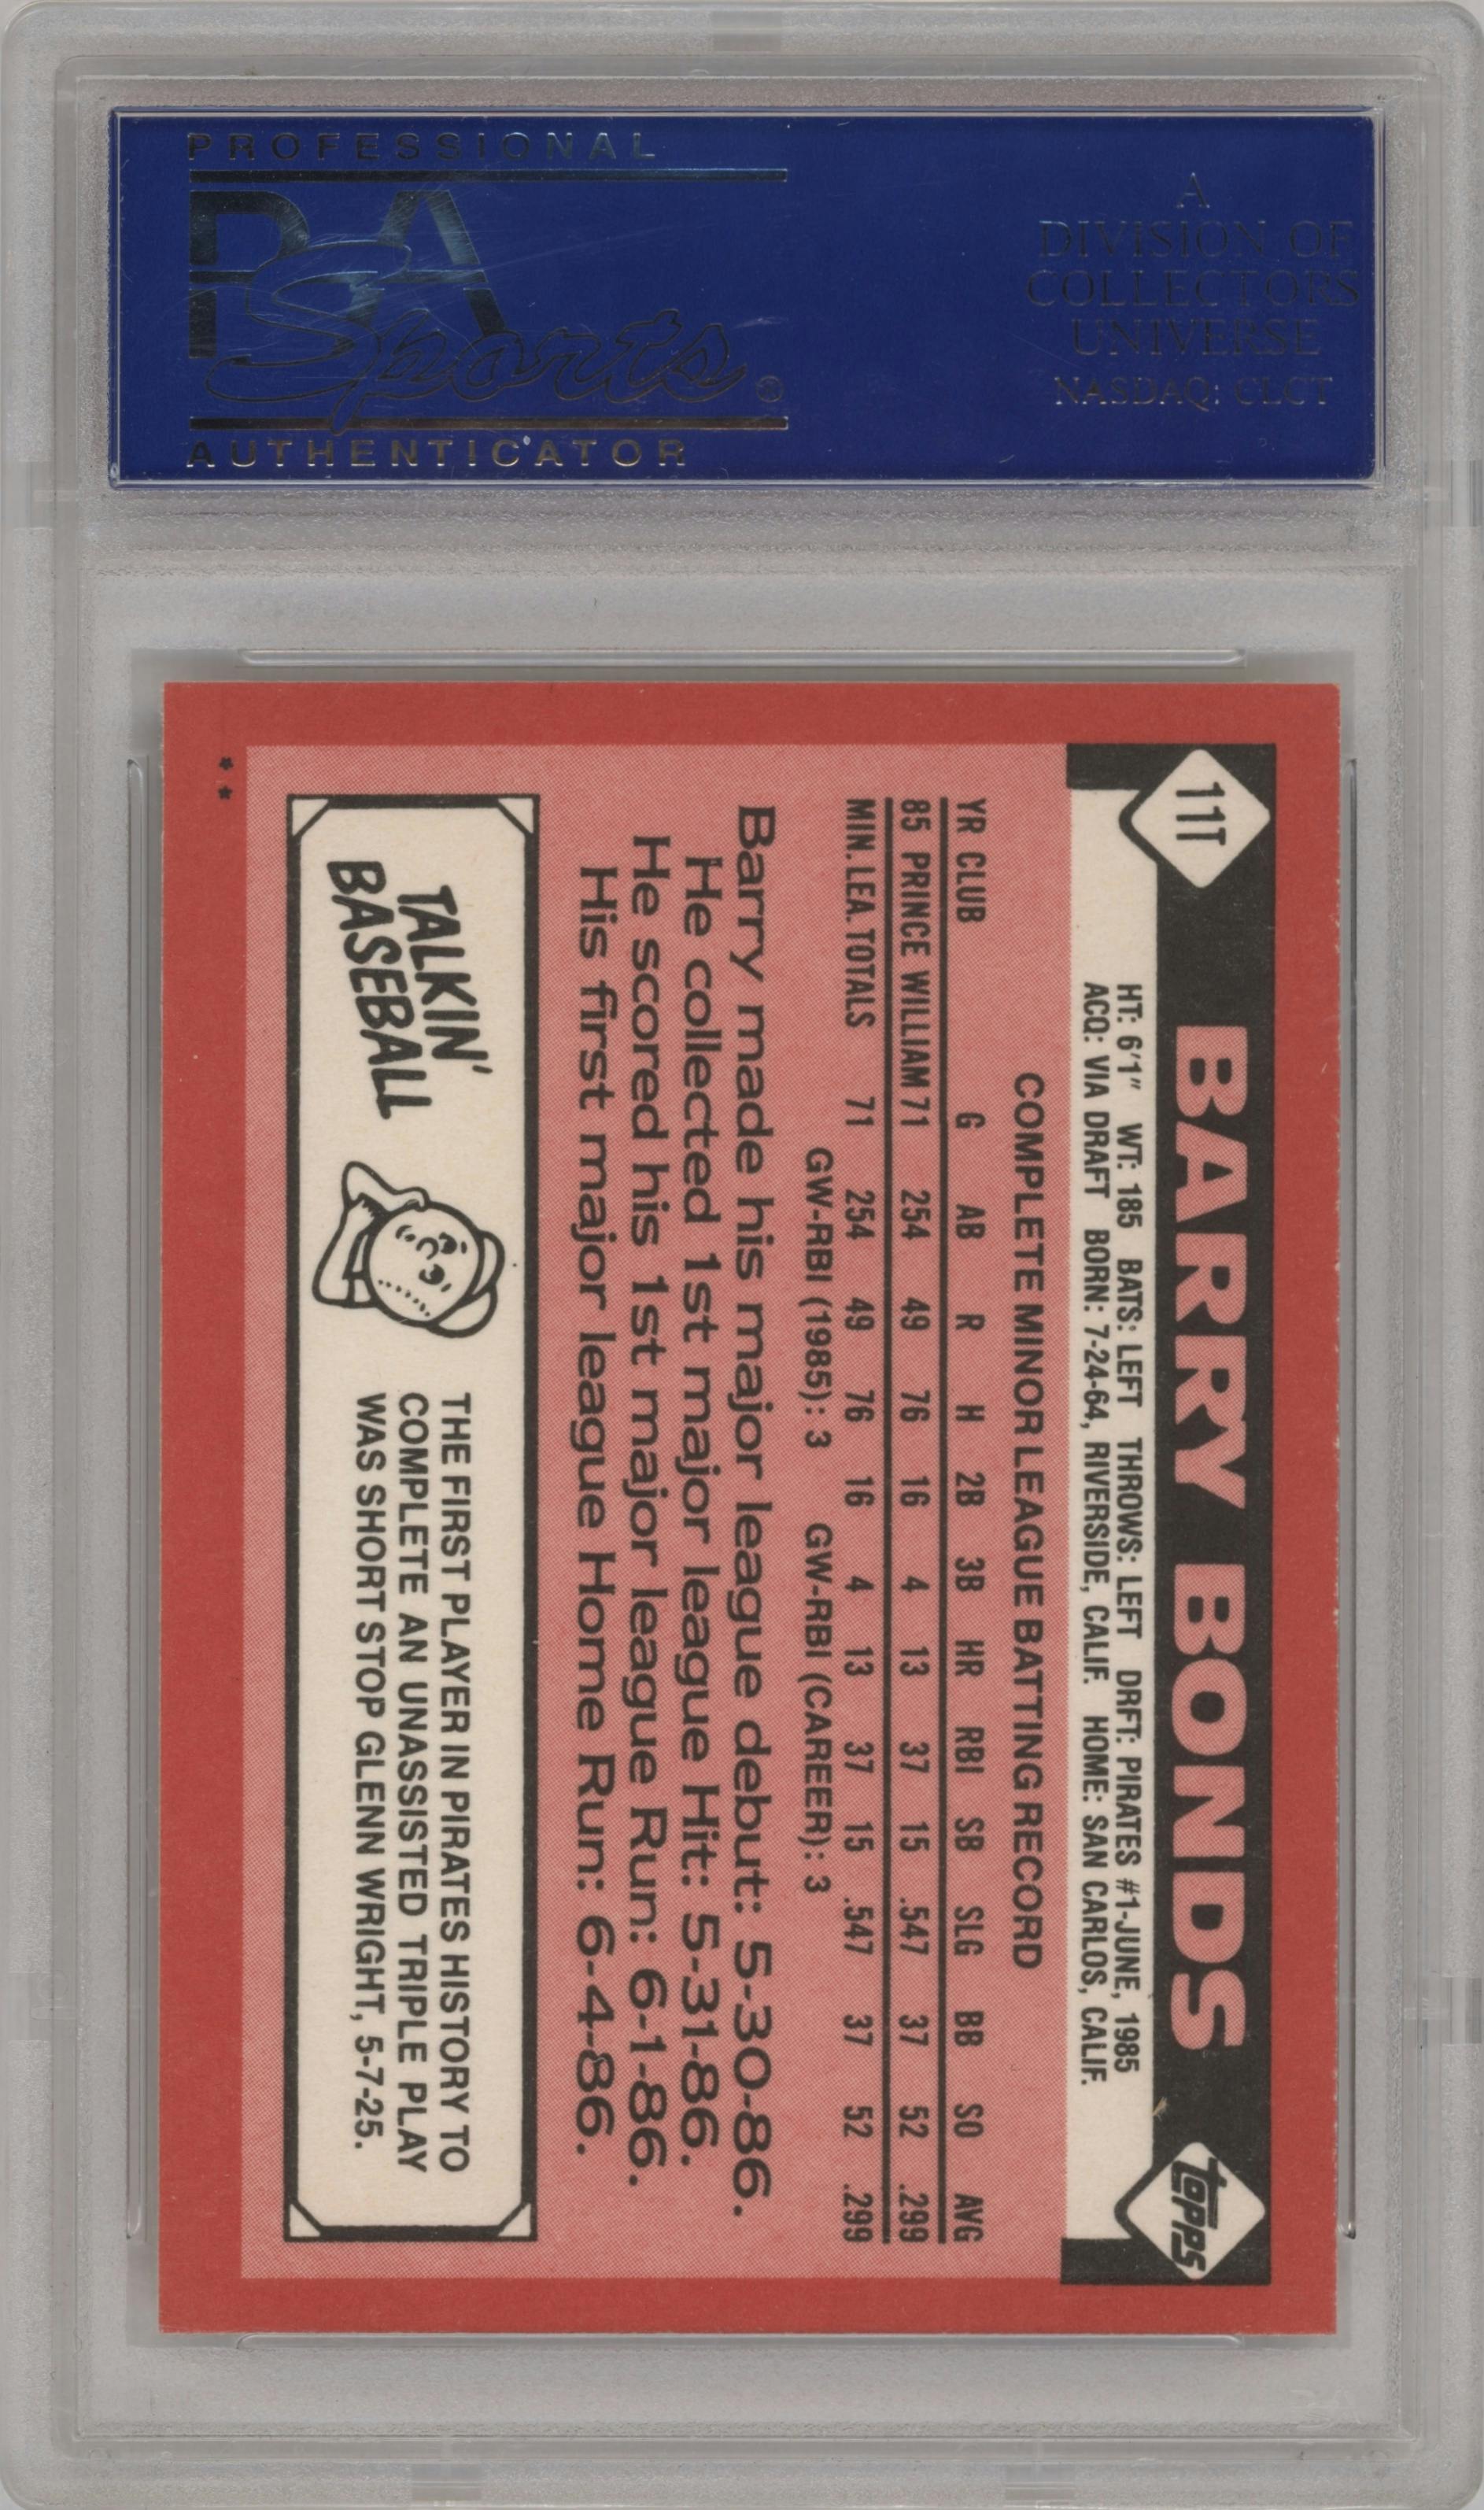 PROFESSIONAL
PSA
Sports®
AUTHENTICATOR
A
DIVISION OF
COLLECTORS
UNIVERSE
NASDAQ: CLCT
11T
BARRY BONDS
topps
HT: 6'1" WT: 185 BATS: LEFT THROWS: LEFT DRFT: PIRATES #1-JUNE, 1985
ACQ: VIA DRAFT BORN: 7-24-64, RIVERSIDE, CALIF. HOME: SAN CARLOS, CALIF.
COMPLETE MINOR LEAGUE BATTING RECORD
YR CLUB G AB R H 2B 3B HR RBI SB SLG BB SO AVG
85 PRINCE WILLIAM 71 254 49 76 16 4 13 37 15 .547 37 52 .299
MIN. LEA. TOTALS 71 254 49 76 16 4 13 37 15 .547 37 52 .299
GW-RBI (1985): 3 GW-RBI (CAREER): 3
Barry made his major league debut: 5-30-86.
He collected 1st major league Hit: 5-31-86.
He scored his 1st major league Run: 6-1-86.
His first major league Home Run: 6-4-86.
TALKIN'
BASEBALL
THE FIRST PLAYER IN PIRATES HISTORY TO
COMPLETE AN UNASSISTED TRIPLE PLAY
WAS SHORT STOP GLENN WRIGHT, 5-7-25.
**